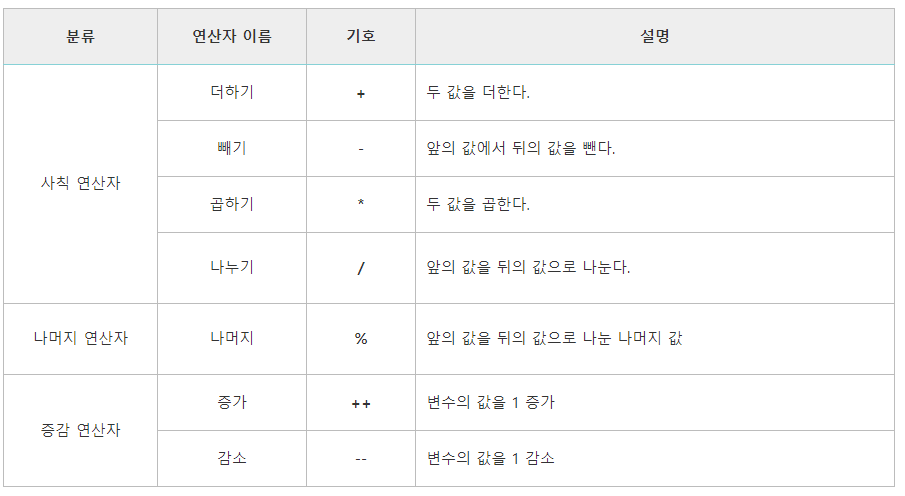 분류 연산자 이름 기호 설명
더하기 + 두 값을 더한다.
빼기 - 앞의 값에서 뒤의 값을 뺀다.
사칙 연산자
곱하기 * 두 값을 곱한다.
나누기 / 앞의 값을 뒤의 값으로 나눈다.
나머지 연산자 나머지 % 앞의 값을 뒤의 값으로 나눈 나머지 값
증가 ++ 변수의 값을 1 증가
증감 연산자
감소 -- 변수의 값을 1 감소